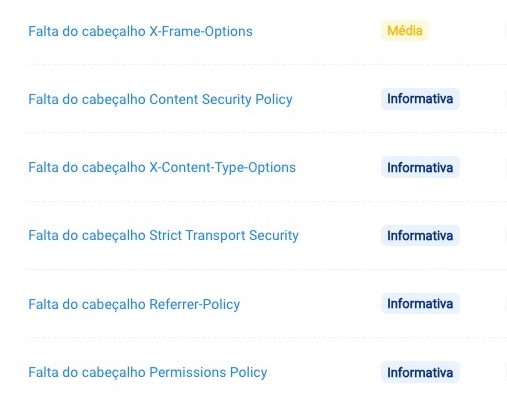 Falta do cabeçalho X-Frame-Options Média
Falta do cabeçalho Content Security Policy Informativa
Falta do cabeçalho X-Content-Type-Options Informativa
Falta do cabeçalho Strict Transport Security Informativa
Falta do cabeçalho Referrer-Policy Informativa
Falta do cabeçalho Permissions Policy Informativa